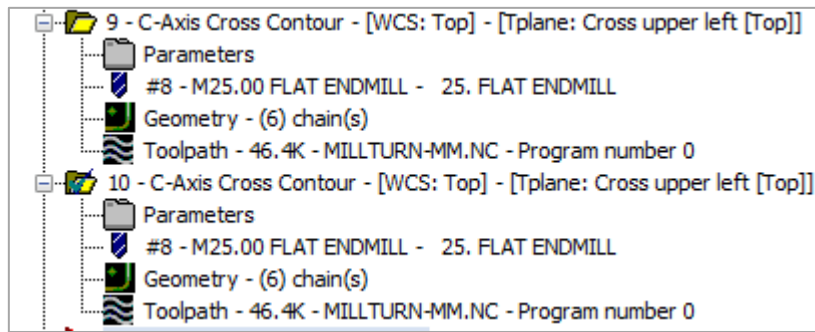 9 - C-Axis Cross Contour - [WCS: Top] - [Tplane: Cross upper left [Top]]
Parameters
#8 - M25.00 FLAT ENDMILL - 25. FLAT ENDMILL
Geometry - (6) chain(s)
Toolpath - 46.4K - MILLTURN-MM.NC - Program number 0
10 - C-Axis Cross Contour - [WCS: Top] - [Tplane: Cross upper left [Top]]
Parameters
#8 - M25.00 FLAT ENDMILL - 25. FLAT ENDMILL
Geometry - (6) chain(s)
Toolpath - 46.4K - MILLTURN-MM.NC - Program number 0